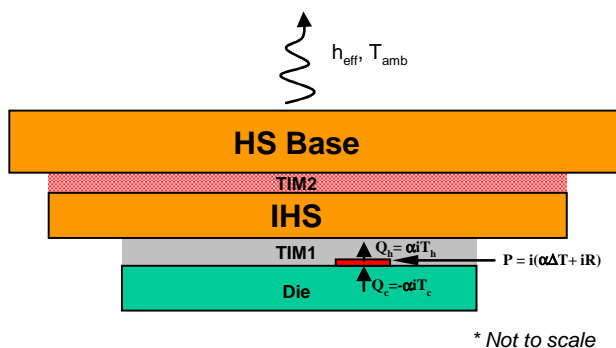 h_eff, T_amb
HS Base
TIM2
IHS
TIM1
Q_h= αiT_h
P = i(αΔT+ iR)
Die
Q_c=-αiT_c
* Not to scale